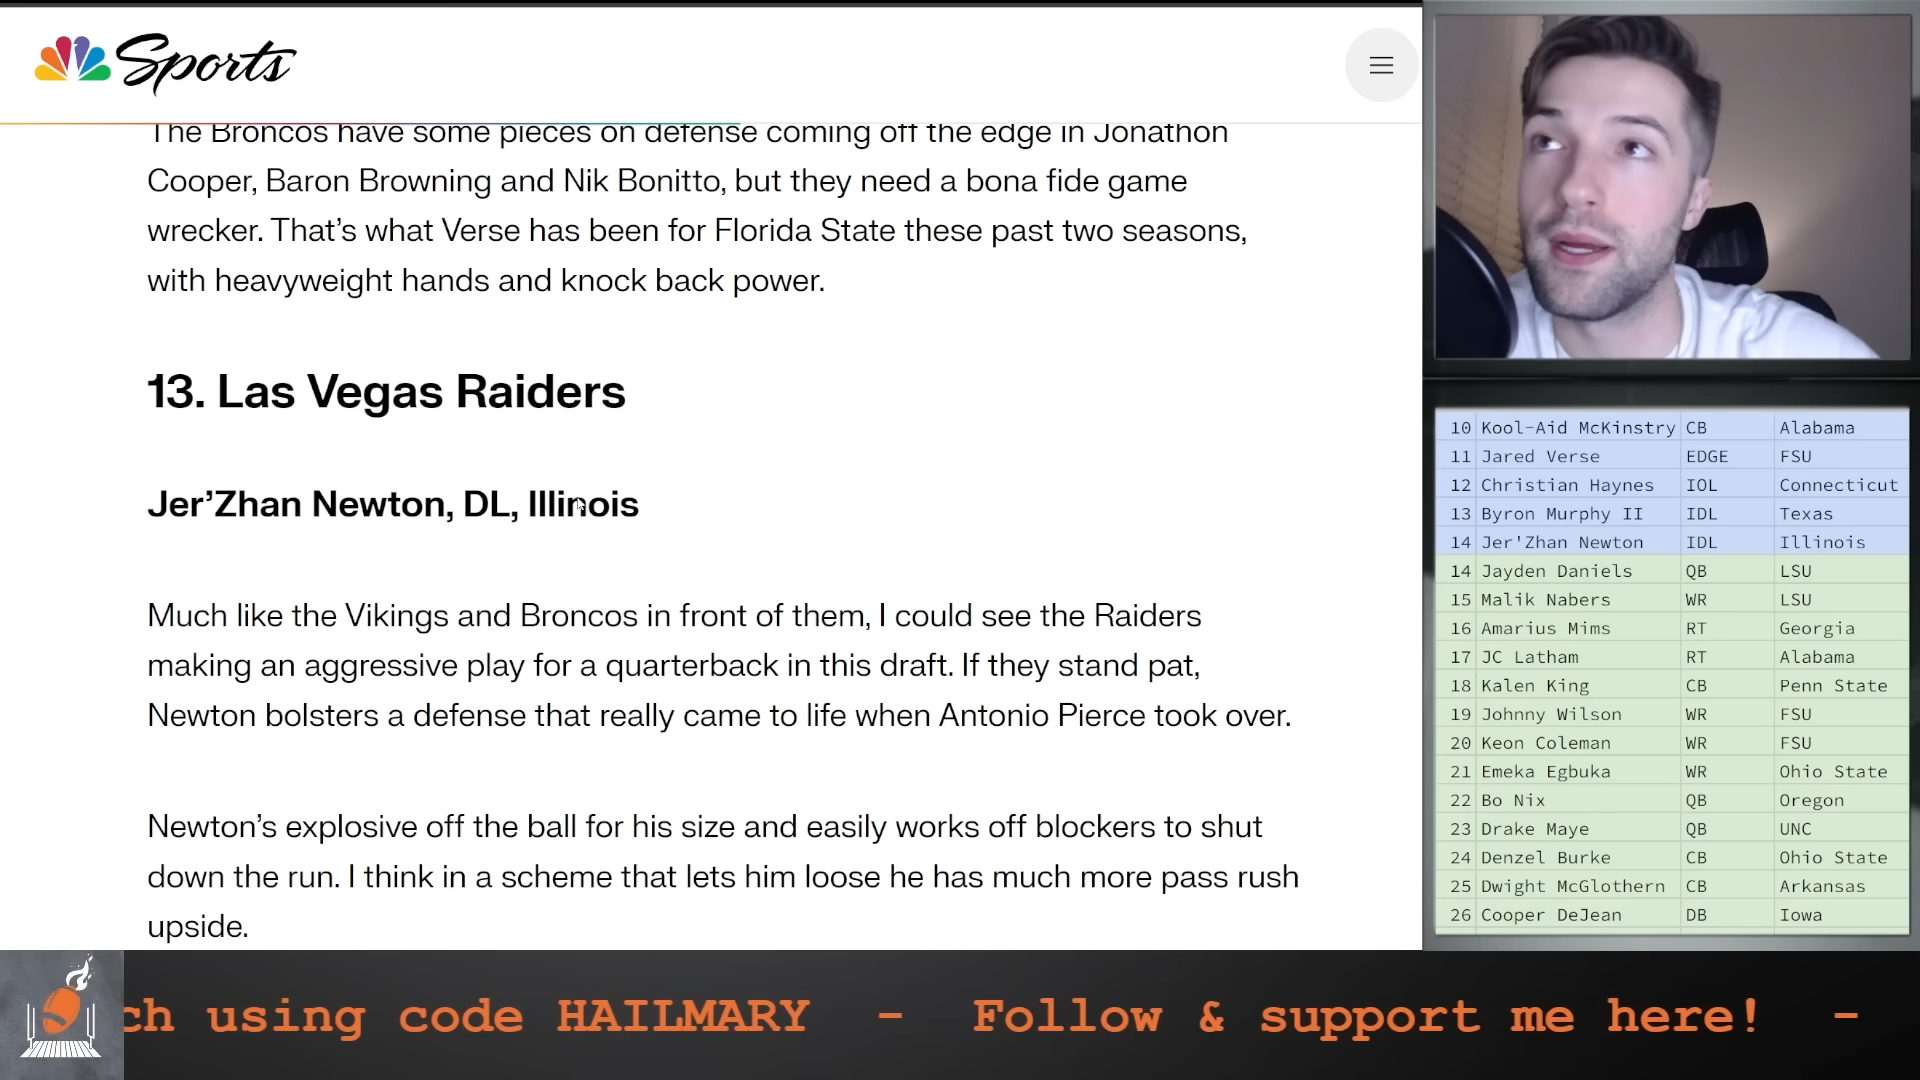 Sports
The Broncos have some pieces on defense coming off the edge in Jonathon
Cooper, Baron Browning and Nik Bonitto, but they need a bona fide game
wrecker. That’s what Verse has been for Florida State these past two seasons,
with heavyweight hands and knock back power.
13. Las Vegas Raiders
Jer’Zhan Newton, DL, Illinois
Much like the Vikings and Broncos in front of them, I could see the Raiders
making an aggressive play for a quarterback in this draft. If they stand pat,
Newton bolsters a defense that really came to life when Antonio Pierce took over.
Newton’s explosive off the ball for his size and easily works off blockers to shut
down the run. I think in a scheme that lets him loose he has much more pass rush
upside.
10 Kool-Aid McKinstry CB Alabama
11 Jared Verse EDGE FSU
12 Christian Haynes IOL Connecticut
13 Byron Murphy II IDL Texas
14 Jer'Zhan Newton IDL Illinois
14 Jayden Daniels QB LSU
15 Malik Nabers WR LSU
16 Amarius Mims RT Georgia
17 JC Latham RT Alabama
18 Kalen King CB Penn State
19 Johnny Wilson WR FSU
20 Keon Coleman WR FSU
21 Emeka Egbuka WR Ohio State
22 Bo Nix QB Oregon
23 Drake Maye QB UNC
24 Denzel Burke CB Ohio State
25 Dwight McGlothern CB Arkansas
26 Cooper DeJean DB Iowa
ch using code HAILMARY - Follow & support me here! -